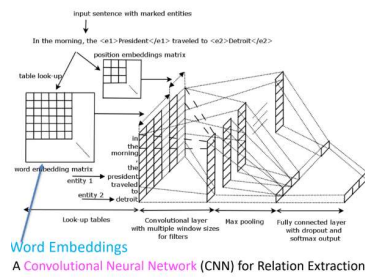 input sentence with marked entities
In the morning, the <e1>President</e1> traveled to <e2>Detroit</e2>
position embeddings matrix
table look-up
word embedding matrix
in
the
morning
,
the
president
traveled
to
detroit
entity 1
entity 2
Look-up tables
Convolutional layer
with multiple window sizes
for filters
Max pooling
Fully connected layer
with dropout and
softmax output
Word Embeddings
A Convolutional Neural Network (CNN) for Relation Extraction